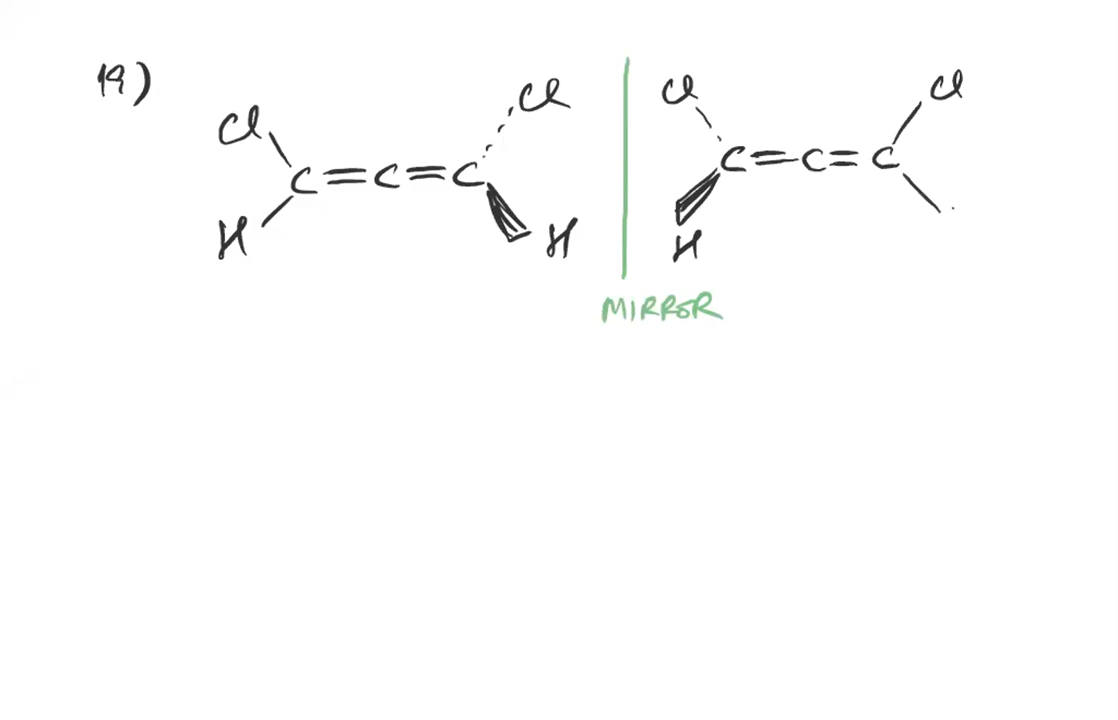 19)
Cl Cl Cl Cl
C=C=C C=C=C
H H H
MIRROR